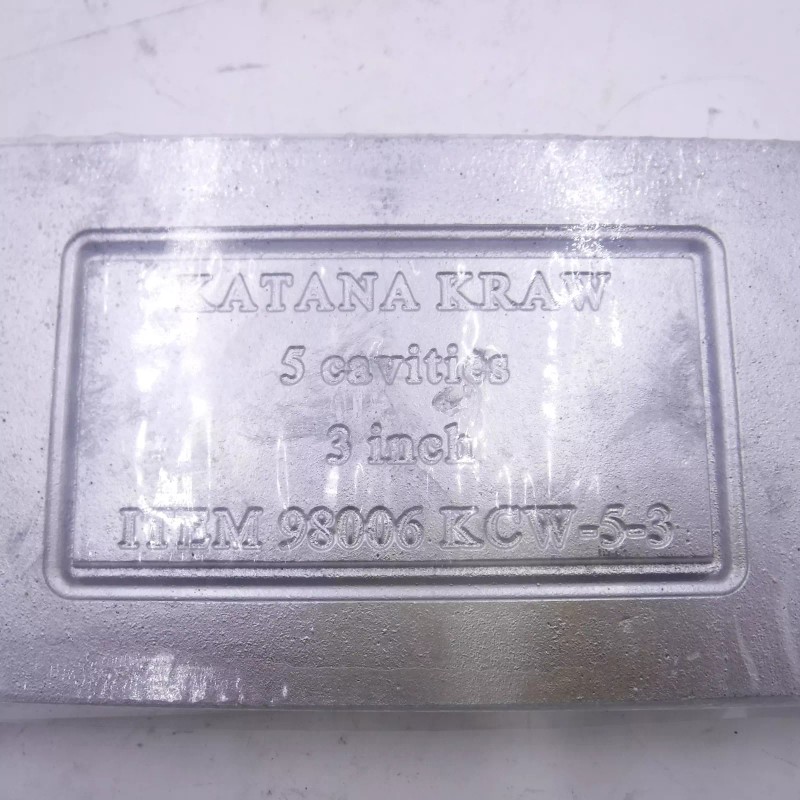 KATANA KRAW
5 cavities
3 inch
ITEM 98006 KCW-5-3